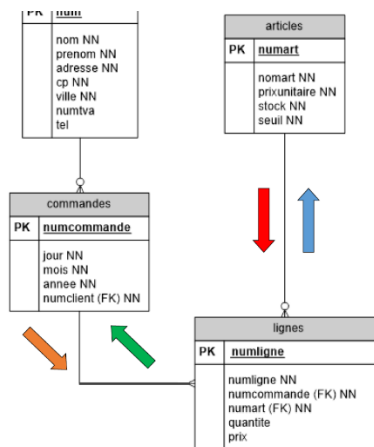 PK num
nom NN
prenom NN
adresse NN
cp NN
ville NN
numtva
tel
articles
PK numart
nomart NN
prixunitaire NN
stock NN
seuil NN
commandes
PK numcommande
jour NN
mois NN
annee NN
numclient (FK) NN
lignes
PK numligne
numligne NN
numcommande (FK) NN
numart (FK) NN
quantite
prix